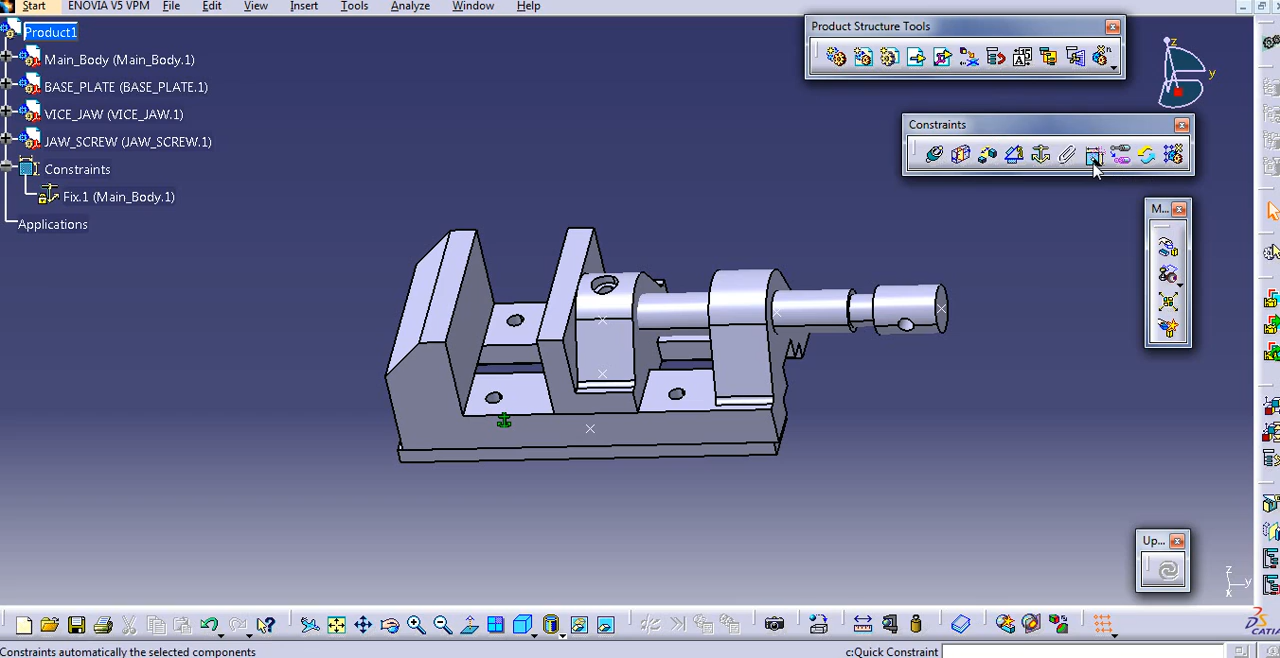 Start ENOVIA V5 VPM File Edit View Insert Tools Analyze Window Help
Product1
Main_Body (Main_Body.1)
BASE_PLATE (BASE_PLATE.1)
VICE_JAW (VICE_JAW.1)
JAW_SCREW (JAW_SCREW.1)
Constraints
Fix.1 (Main_Body.1)
Applications
Product Structure Tools
Constraints
M...
Up...
z
y
z
y
x
Constraints automatically the selected components
c:Quick Constraint
CATIA